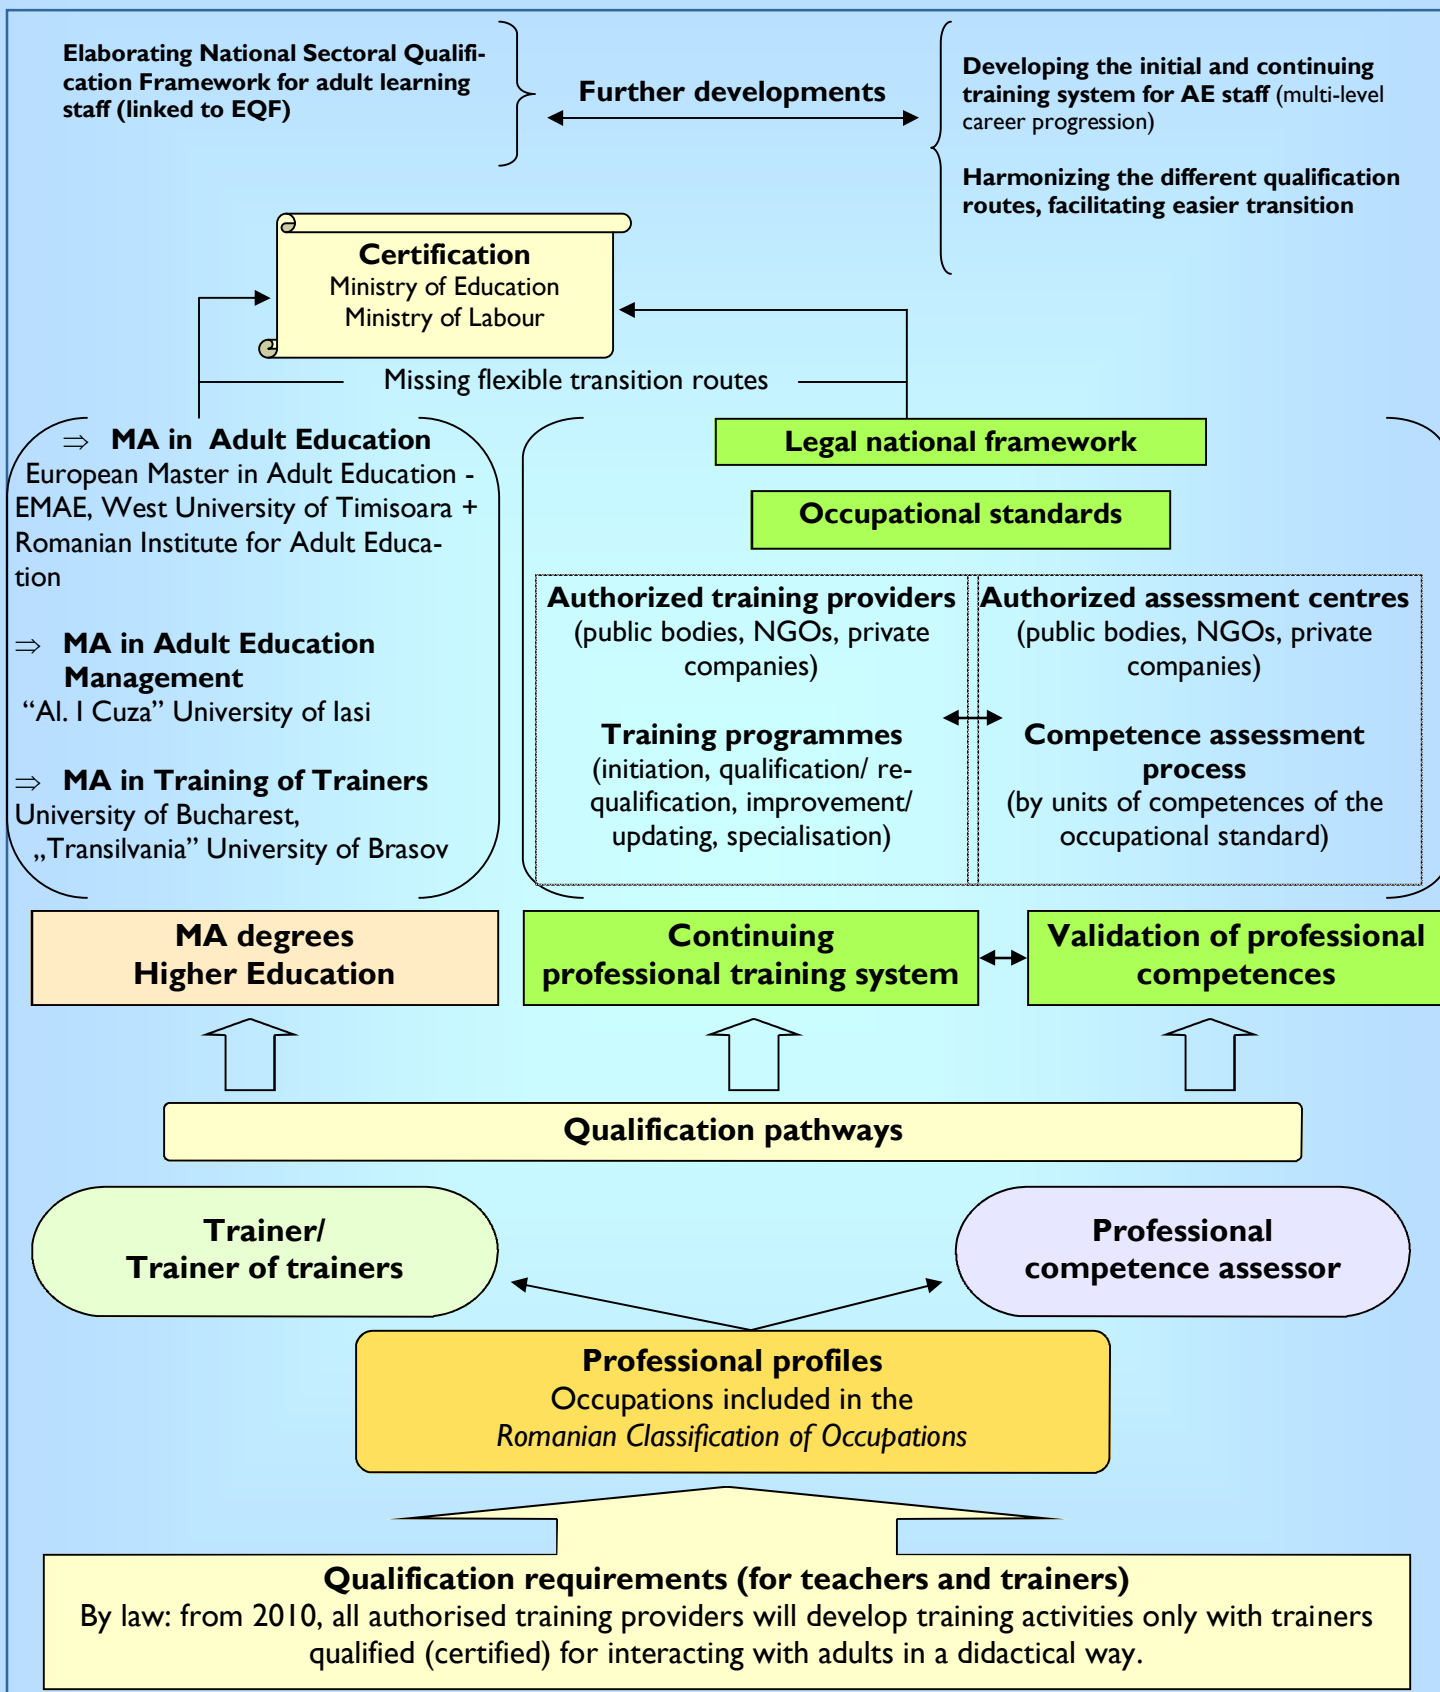 Elaborating National Sectoral Qualifi-
cation Framework for adult learning
staff (linked to EQF)
Further developments
Developing the initial and continuing
training system for AE staff (multi-level
career progression)
Harmonizing the different qualification
routes, facilitating easier transition
Certification
Ministry of Education
Ministry of Labour
Missing flexible transition routes
⇒ MA in Adult Education
European Master in Adult Education -
EMAE, West University of Timisoara +
Romanian Institute for Adult Educa-
tion
⇒ MA in Adult Education
Management
“Al. I Cuza” University of Iasi
⇒ MA in Training of Trainers
University of Bucharest,
„Transilvania” University of Brasov
Legal national framework
Occupational standards
Authorized training providers
(public bodies, NGOs, private
companies)
Training programmes
(initiation, qualification/ re-
qualification, improvement/
updating, specialisation)
Authorized assessment centres
(public bodies, NGOs, private
companies)
Competence assessment
process
(by units of competences of the
occupational standard)
MA degrees
Higher Education
Continuing
professional training system
Validation of professional
competences
Qualification pathways
Trainer/
Trainer of trainers
Professional
competence assessor
Professional profiles
Occupations included in the
Romanian Classification of Occupations
Qualification requirements (for teachers and trainers)
By law: from 2010, all authorised training providers will develop training activities only with trainers
qualified (certified) for interacting with adults in a didactical way.